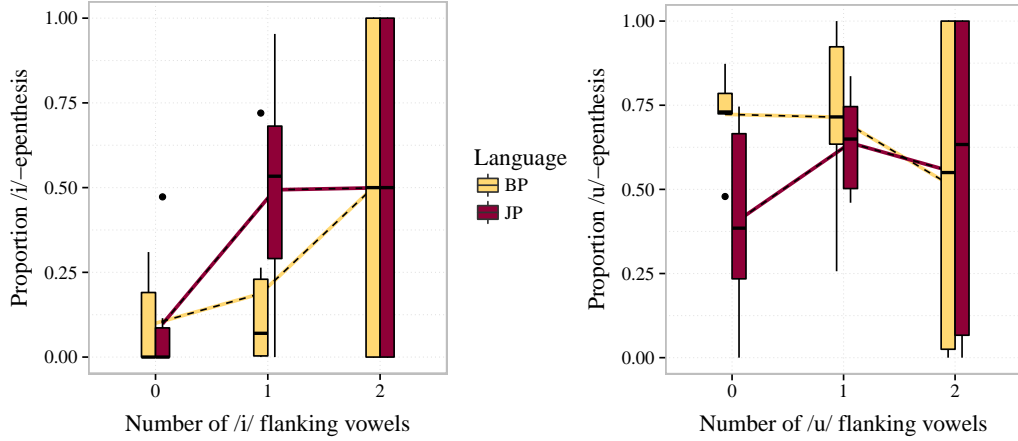 Proportion /i/−epenthesis
1.00
0.75
0.50
0.25
0.00
0 1 2
Number of /i/ flanking vowels
Language
BP
JP
Proportion /u/−epenthesis
1.00
0.75
0.50
0.25
0.00
0 1 2
Number of /u/ flanking vowels